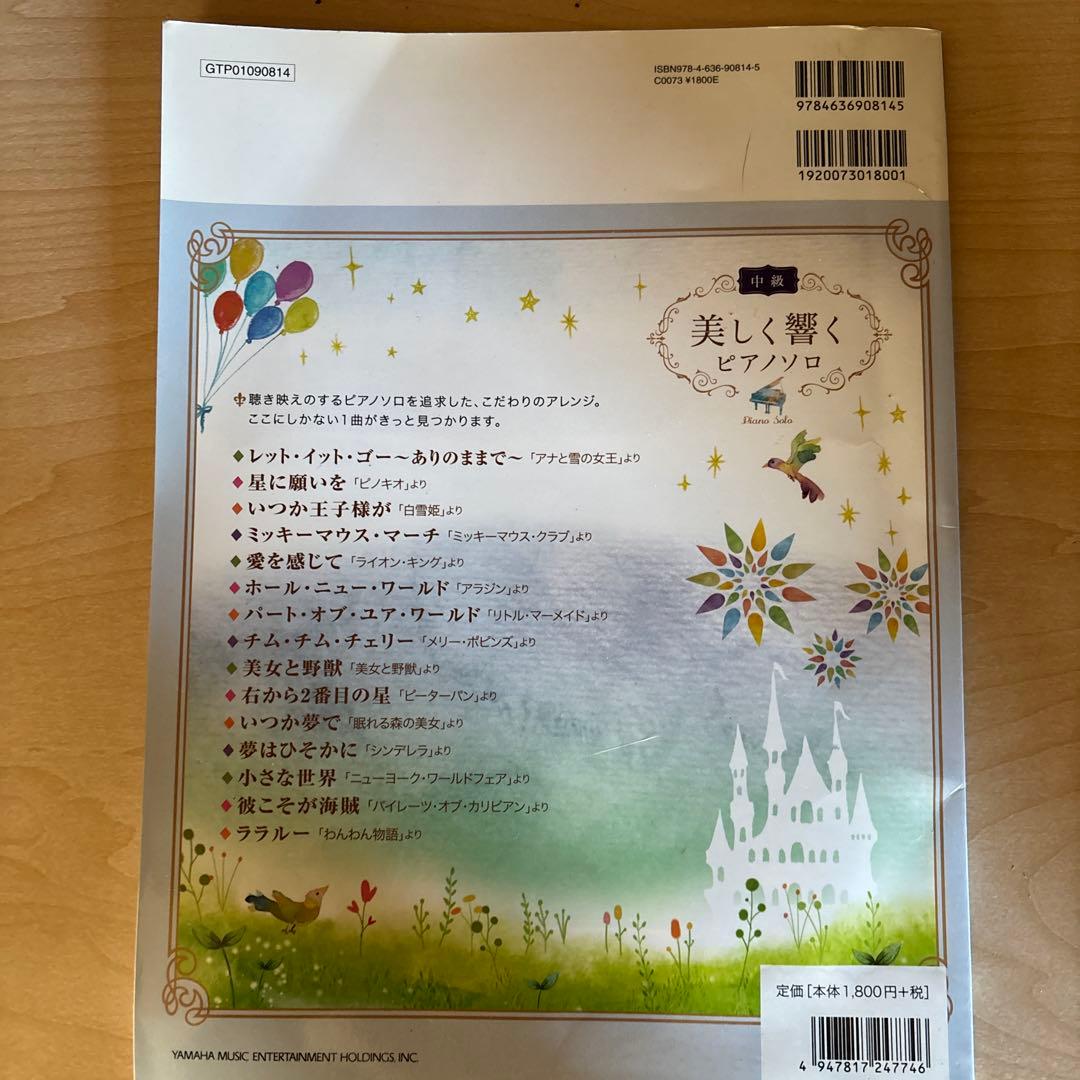 GTP01090814
ISBN978-4-636-90814-5
C0073 ¥1800E
9784636908145
1920073018001
中級
美しく響く
ピアノソロ
Piano Solo
聴き映えのするピアノソロを追求した、こだわりのアレンジ。
ここにしかない1曲がきっと見つかります。
レット・イット・ゴー〜ありのままで〜「アナと雪の女王」より
星に願いを「ピノキオ」より
いつか王子様が「白雪姫」より
ミッキーマウス・マーチ「ミッキーマウス・クラブ」より
愛を感じて「ライオン・キング」より
ホール・ニュー・ワールド「アラジン」より
パート・オブ・ユア・ワールド「リトル・マーメイド」より
チム・チム・チェリー「メリー・ポピンズ」より
美女と野獣「美女と野獣」より
右から2番目の星「ピーターパン」より
いつか夢で「眠れる森の美女」より
夢はひそかに「シンデレラ」より
小さな世界「ニューヨーク・ワールドフェア」より
彼こそが海賊「パイレーツ・オブ・カリビアン」より
ララルー「わんわん物語」より
定価[本体1,800円+税]
4 947817 247746
YAMAHA MUSIC ENTERTAINMENT HOLDINGS, INC.